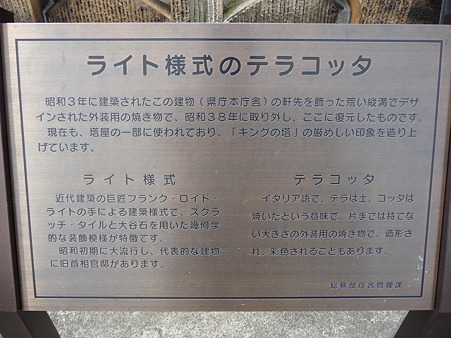 ライト様式のテラコッタ
昭和3年に建築されたこの建物(県庁本庁舎)の軒先を飾った荒い縦溝でデザ
インされた外装用の焼き物で、昭和38年に取り外し、ここに復元したものです。
現在も、塔屋の一部に使われており、「キングの塔」の厳めしい印象を造り上
げています。
ライト様式
近代建築の巨匠フランク・ロイド・
ライトの手による建築様式で、スクラ
ッチ・タイルと大谷石を用いた幾何学
的な装飾模様が特徴です。
昭和初期に大流行し、代表的な建物
に旧首相官邸があります。
テラコッタ
イタリア語で、テラは土、コッタは
焼いたという意味で、片手では持てな
い大きさの外装用の焼き物で、造形さ
れ、彩色されることもあります。
総務部庁舎管理課